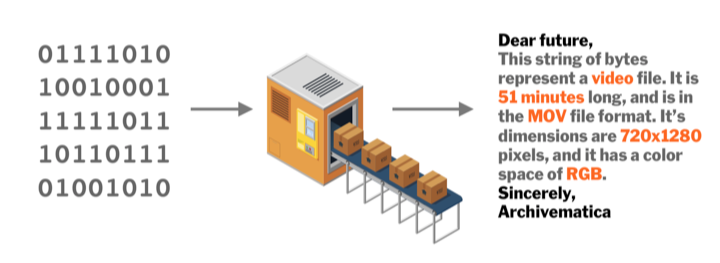 01111010
10010001
11111011
10110111
01001010
Dear future,
This string of bytes
represent a video file. It is
51 minutes long, and is in
the MOV file format. It's
dimensions are 720x1280
pixels, and it has a color
space of RGB.
Sincerely,
Archivematica